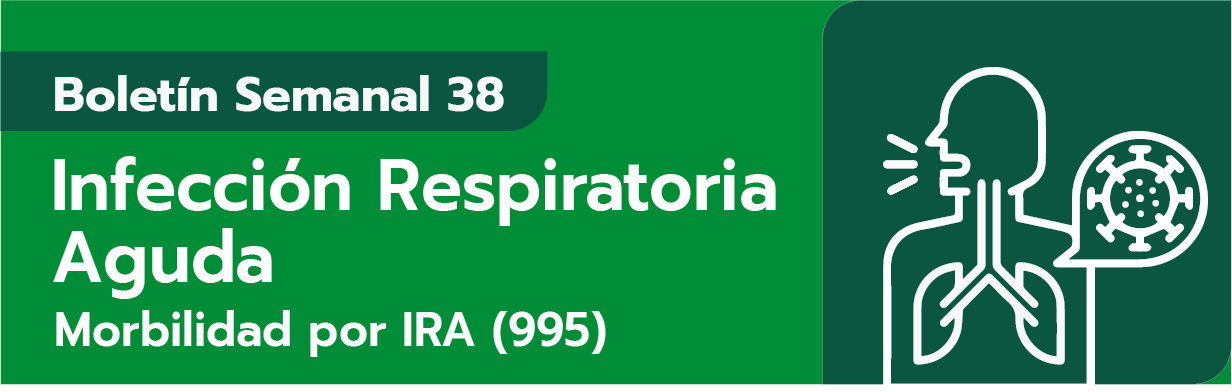 Boletín Semanal 38
Infección Respiratoria
Aguda
Morbilidad por IRA (995)